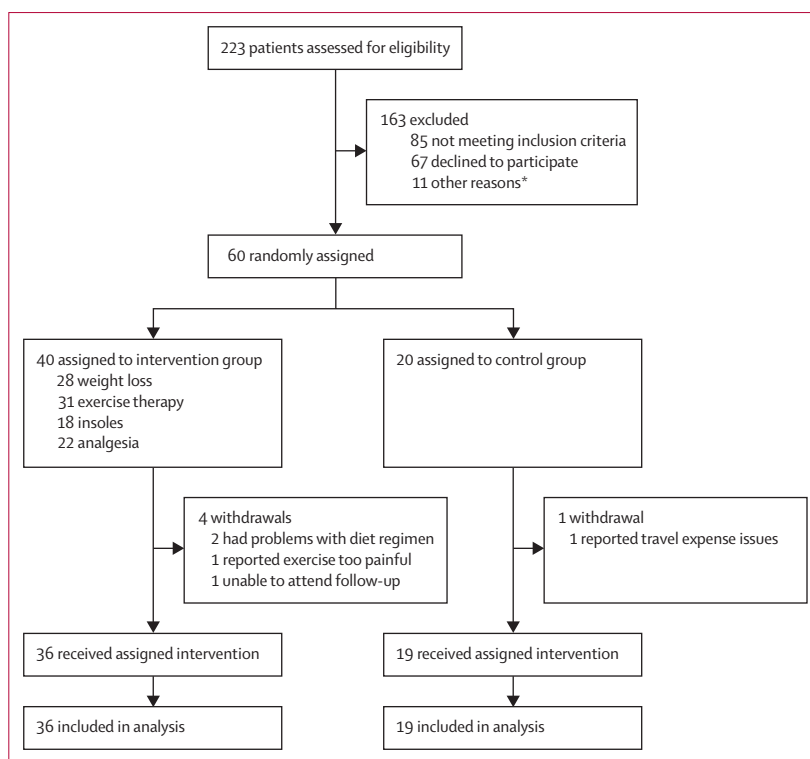 223 patients assessed for eligibility
163 excluded
85 not meeting inclusion criteria
67 declined to participate
11 other reasons*
60 randomly assigned
40 assigned to intervention group
28 weight loss
31 exercise therapy
18 insoles
22 analgesia
20 assigned to control group
4 withdrawals
2 had problems with diet regimen
1 reported exercise too painful
1 unable to attend follow-up
1 withdrawal
1 reported travel expense issues
36 received assigned intervention
19 received assigned intervention
36 included in analysis
19 included in analysis